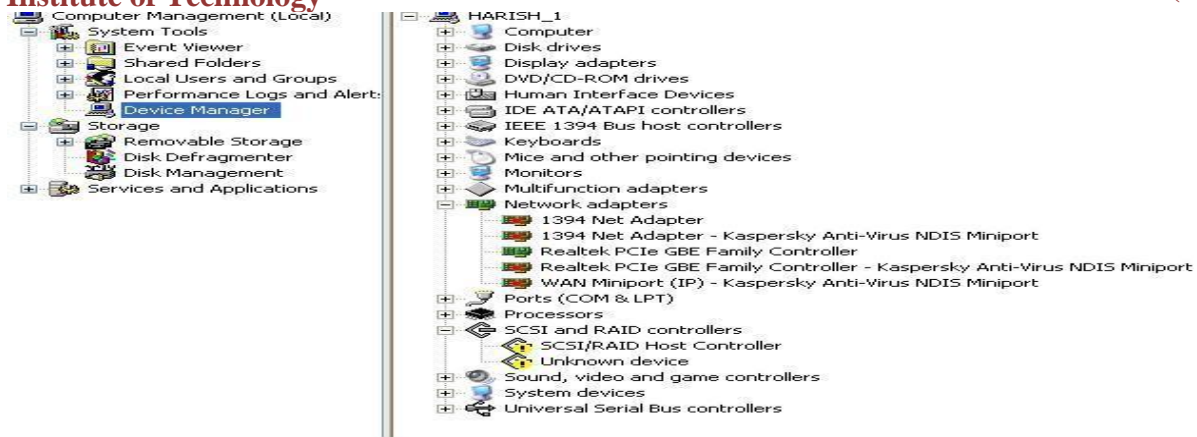 Institute of Technology
Computer Management (Local)
System Tools
Event Viewer
Shared Folders
Local Users and Groups
Performance Logs and Alert:
Device Manager
Storage
Removable Storage
Disk Defragmenter
Disk Management
Services and Applications
HARISH_1
Computer
Disk drives
Display adapters
DVD/CD-ROM drives
Human Interface Devices
IDE ATA/ATAPI controllers
IEEE 1394 Bus host controllers
Keyboards
Mice and other pointing devices
Monitors
Multifunction adapters
Network adapters
1394 Net Adapter
1394 Net Adapter - Kaspersky Anti-Virus NDIS Miniport
Realtek PCIe GBE Family Controller
Realtek PCIe GBE Family Controller - Kaspersky Anti-Virus NDIS Miniport
WAN Miniport (IP) - Kaspersky Anti-Virus NDIS Miniport
Ports (COM & LPT)
Processors
SCSI and RAID controllers
SCSI/RAID Host Controller
Unknown device
Sound, video and game controllers
System devices
Universal Serial Bus controllers